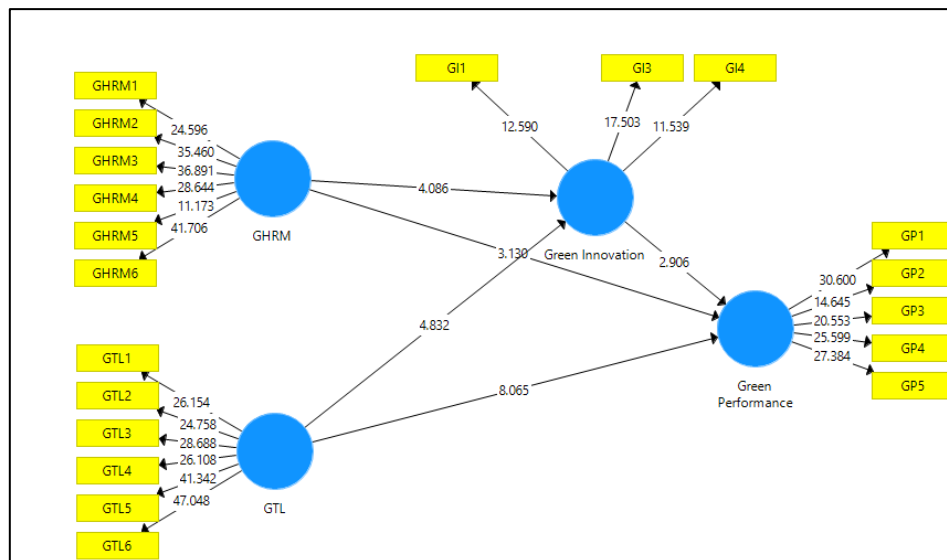 GI1
GI3
GI4
GHRM1
GHRM2
GHRM3
GHRM4
GHRM5
GHRM6
24.596
35.460
36.891
28.644
11.173
41.706
GHRM
12.590
17.503
11.539
4.086
Green Innovation
3.130
2.906
4.832
8.065
GP1
GP2
GP3
GP4
GP5
30.600
14.645
20.553
25.599
27.384
Green
Performance
GTL1
GTL2
GTL3
GTL4
GTL5
GTL6
26.154
24.758
28.688
26.108
41.342
47.048
GTL